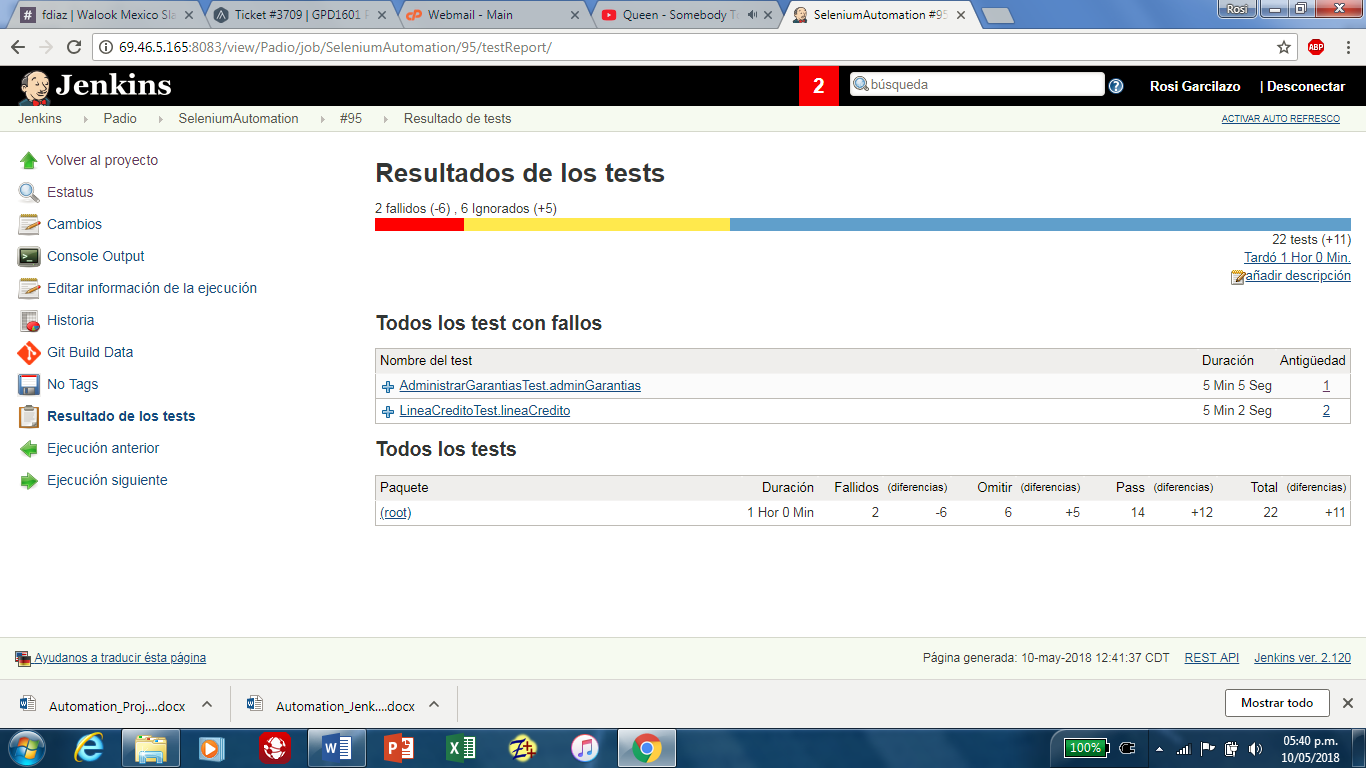 fdiaz | Walook Mexico Sla
Ticket #3709 | GPD1601 F
Webmail - Main
Queen - Somebody T
SeleniumAutomation #95
Rosi
69.46.5.165:8083/view/Padio/job/SeleniumAutomation/95/testReport/
ABP
Jenkins
2
búsqueda
Rosi Garcilazo
| Desconectar
Jenkins
Padio
SeleniumAutomation
#95
Resultado de tests
ACTIVAR AUTO REFRESCO
Volver al proyecto
Estatus
Cambios
Console Output
Editar información de la ejecución
Historia
Git Build Data
No Tags
Resultado de los tests
Ejecución anterior
Ejecución siguiente
Resultados de los tests
2 fallidos (-6) , 6 Ignorados (+5)
22 tests (+11)
Tardó 1 Hor 0 Min.
añadir descripción
Todos los test con fallos
Nombre del test Duración Antigüedad
AdministrarGarantiasTest.adminGarantias 5 Min 5 Seg 1
LineaCreditoTest.lineaCredito 5 Min 2 Seg 2
Todos los tests
Paquete Duración Fallidos (diferencias) Omitir (diferencias) Pass (diferencias) Total (diferencias)
(root) 1 Hor 0 Min 2 -6 6 +5 14 +12 22 +11
Ayudanos a traducir ésta página
Página generada: 10-may-2018 12:41:37 CDT
REST API
Jenkins ver. 2.120
Automation_Proj....docx
Automation_Jenk....docx
Mostrar todo
100%
05:40 p.m.
10/05/2018